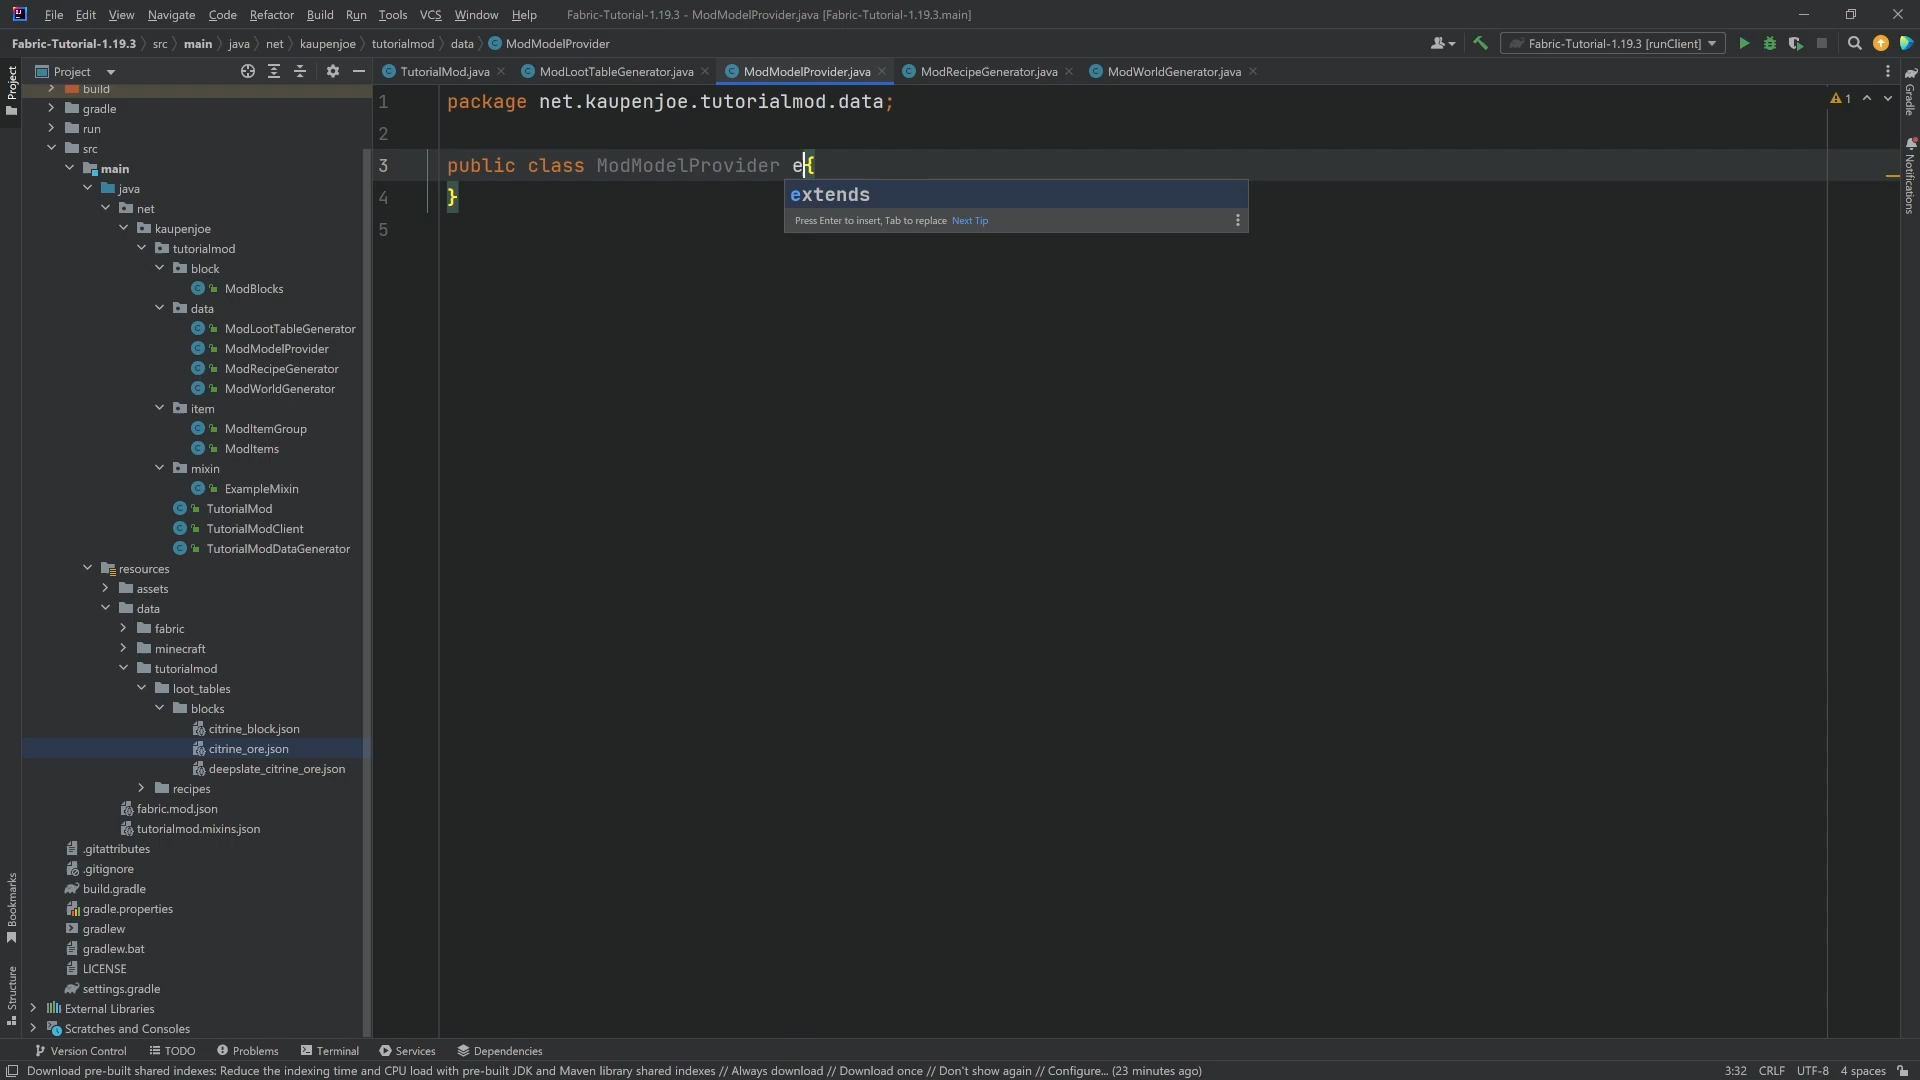 File Edit View Navigate Code Refactor Build Run Tools VCS Window Help Fabric-Tutorial-1.19.3 - ModModelProvider.java [Fabric-Tutorial-1.19.3.main]
Fabric-Tutorial-1.19.3 src main java net kaupenjoe tutorialmod data ModModelProvider Fabric-Tutorial-1.19.3 [runClient]
Project
Project
TutorialMod.java ModLootTableGenerator.java ModModelProvider.java ModRecipeGenerator.java ModWorldGenerator.java
build
gradle
run
src
main
java
net
kaupenjoe
tutorialmod
block
ModBlocks
data
ModLootTableGenerator
ModModelProvider
ModRecipeGenerator
ModWorldGenerator
item
ModItemGroup
ModItems
mixin
ExampleMixin
TutorialMod
TutorialModClient
TutorialModDataGenerator
resources
assets
data
fabric
minecraft
tutorialmod
loot_tables
blocks
citrine_block.json
citrine_ore.json
deepslate_citrine_ore.json
recipes
fabric.mod.json
tutorialmod.mixins.json
.gitattributes
.gitignore
build.gradle
gradle.properties
gradlew
gradlew.bat
LICENSE
settings.gradle
External Libraries
Scratches and Consoles
Bookmarks
Structure
1 package net.kaupenjoe.tutorialmod.data;
2
3 public class ModModelProvider e{
4 }
5
extends
Press Enter to insert, Tab to replace Next Tip
1
Gradle
Notifications
Version Control TODO Problems Terminal Services Dependencies
Download pre-built shared indexes: Reduce the indexing time and CPU load with pre-built JDK and Maven library shared indexes // Always download // Download once // Don't show again // Configure... (23 minutes ago) 3:32 CRLF UTF-8 4 spaces